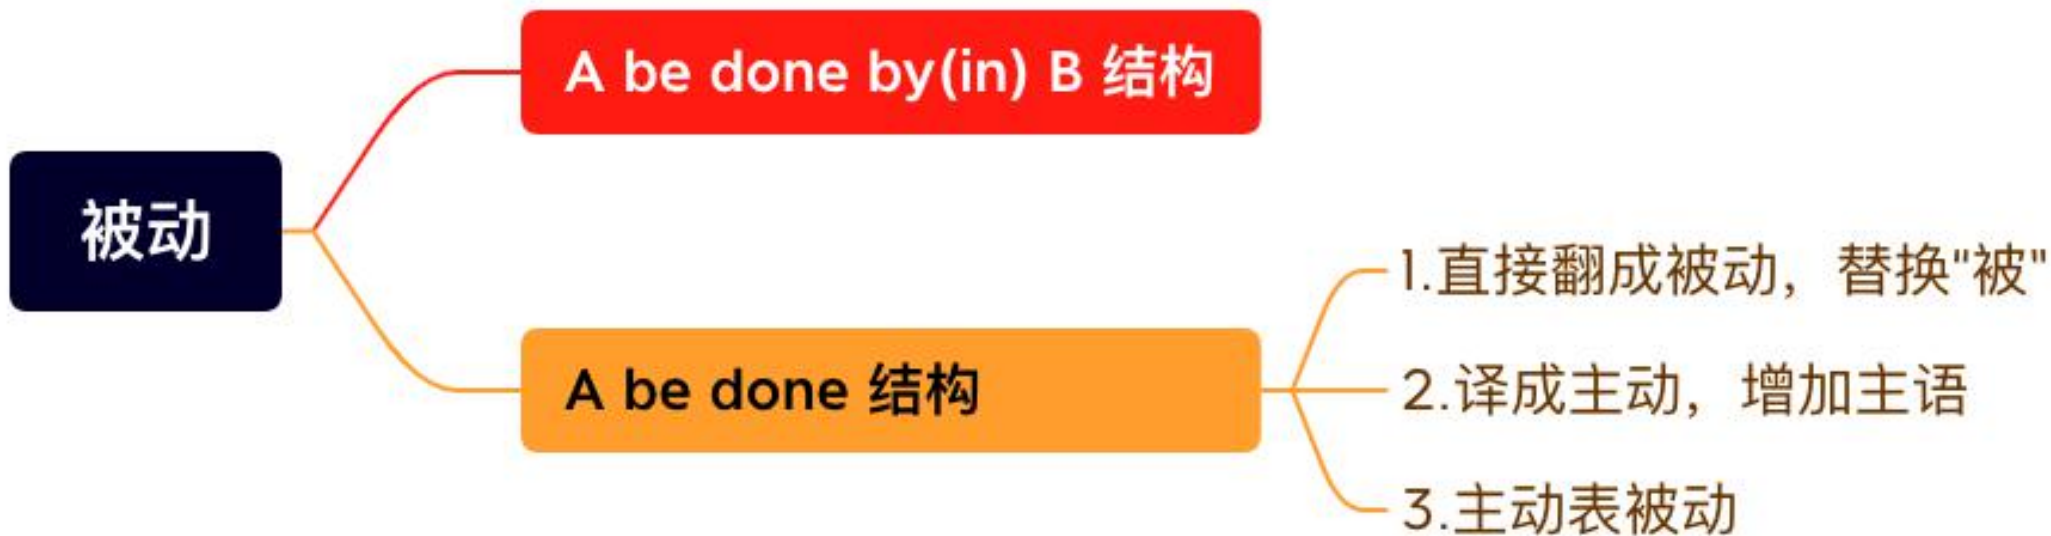 被动
A be done by(in) B 结构
A be done 结构
1.直接翻成被动，替换"被"
2.译成主动，增加主语
3.主动表被动